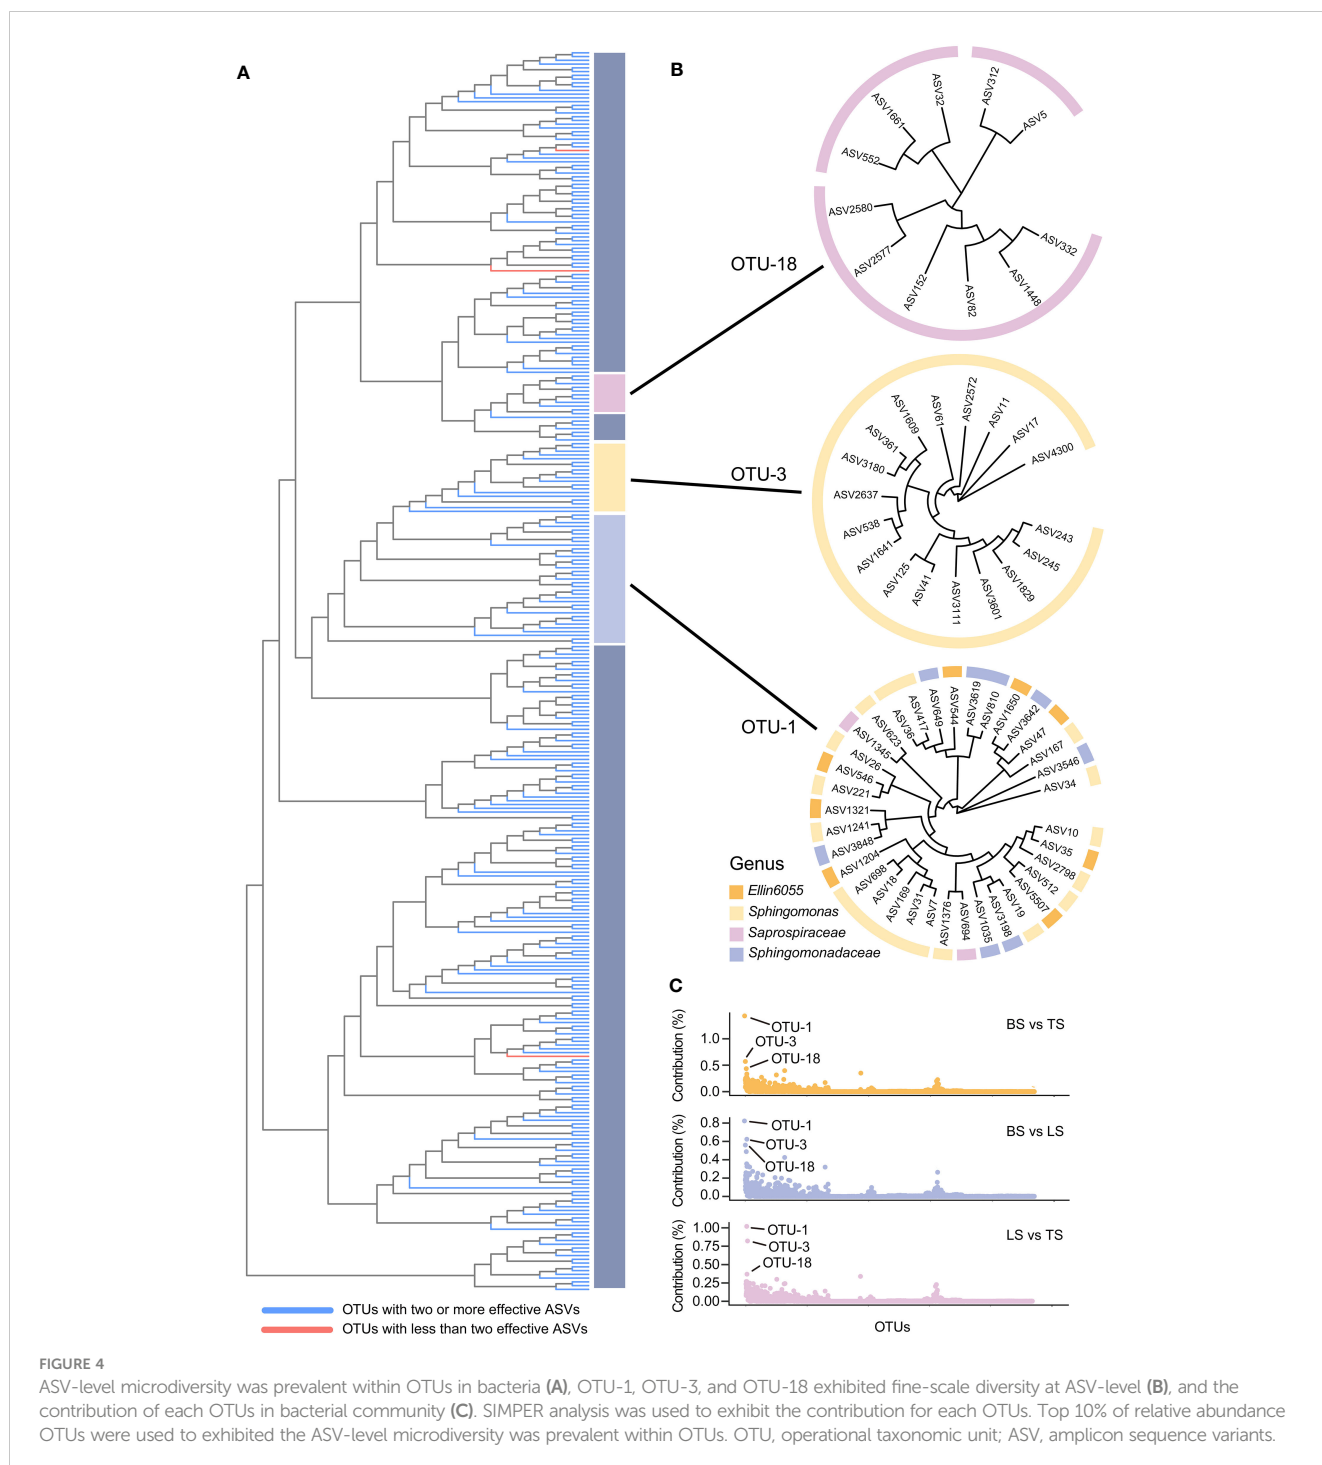 A
B
ASV312
ASV5
ASV32
ASV1661
ASV552
ASV2580
ASV2577
ASV152
ASV82
ASV1448
ASV332
OTU-18
ASV2572
ASV11
ASV17
ASV4300
ASV61
ASV1609
ASV361
ASV3180
ASV2637
ASV538
ASV1641
ASV125
ASV41
ASV3111
ASV3601
ASV1829
ASV245
ASV243
OTU-3
OTU-1
ASV544
ASV3619
ASV810
ASV1650
ASV3642
ASV47
ASV167
ASV3546
ASV34
ASV649
ASV417
ASV36
ASV623
ASV1345
ASV26
ASV546
ASV221
ASV1321
ASV1241
ASV3848
ASV1204
ASV698
ASV18
ASV169
ASV31
ASV7
ASV1376
ASV694
ASV1035
ASV3198
ASV19
ASV5507
ASV512
ASV2798
ASV35
ASV10
Genus
Ellin6055
Sphingomonas
Saprospiraceae
Sphingomonadaceae
C
Contribution (%)
1.0
0.5
0.0
OTU-1
OTU-3
OTU-18
BS vs TS
Contribution (%)
0.8
0.6
0.4
0.2
0.0
OTU-1
OTU-3
OTU-18
BS vs LS
Contribution (%)
1.00
0.75
0.50
0.25
0.00
OTU-1
OTU-3
OTU-18
LS vs TS
OTUs
OTUs with two or more effective ASVs
OTUs with less than two effective ASVs
FIGURE 4
ASV-level microdiversity was prevalent within OTUs in bacteria (A), OTU-1, OTU-3, and OTU-18 exhibited fine-scale diversity at ASV-level (B), and the
contribution of each OTUs in bacterial community (C). SIMPER analysis was used to exhibit the contribution for each OTUs. Top 10% of relative abundance
OTUs were used to exhibited the ASV-level microdiversity was prevalent within OTUs. OTU, operational taxonomic unit; ASV, amplicon sequence variants.